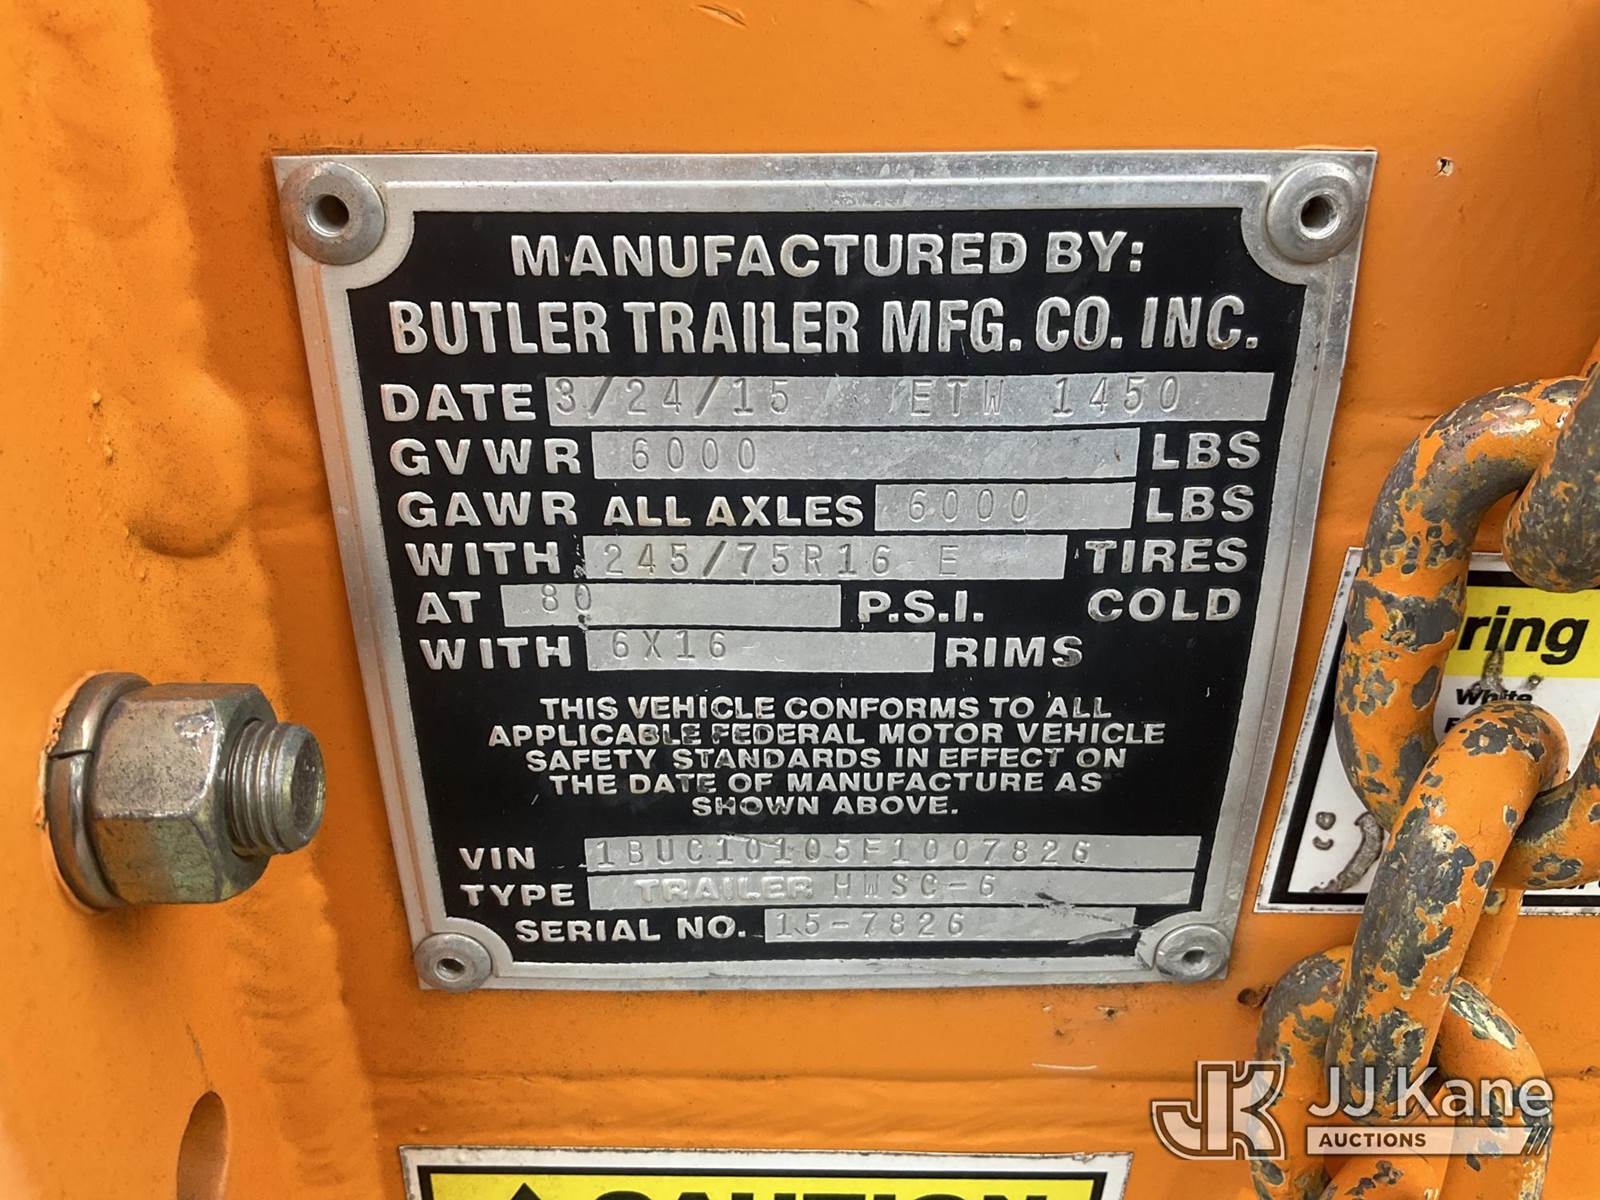 MANUFACTURED BY:
BUTLER TRAILER MFG. CO. INC.
DATE 3/24/15 / / ETW 1450
GVWR 6000 LBS
GAWR ALL AXLES 6000 LBS
WITH 245/75R16 E TIRES
AT 80 P.S.I. COLD
WITH 6X16 RIMS
THIS VEHICLE CONFORMS TO ALL
APPLICABLE FEDERAL MOTOR VEHICLE
SAFETY STANDARDS IN EFFECT ON
THE DATE OF MANUFACTURE AS
SHOWN ABOVE.
VIN 1BUC10105F1007826
TYPE TRAILER HWSC-6
SERIAL NO. 15-7826
ring
White
CAUTION
JK JJ Kane
AUCTIONS